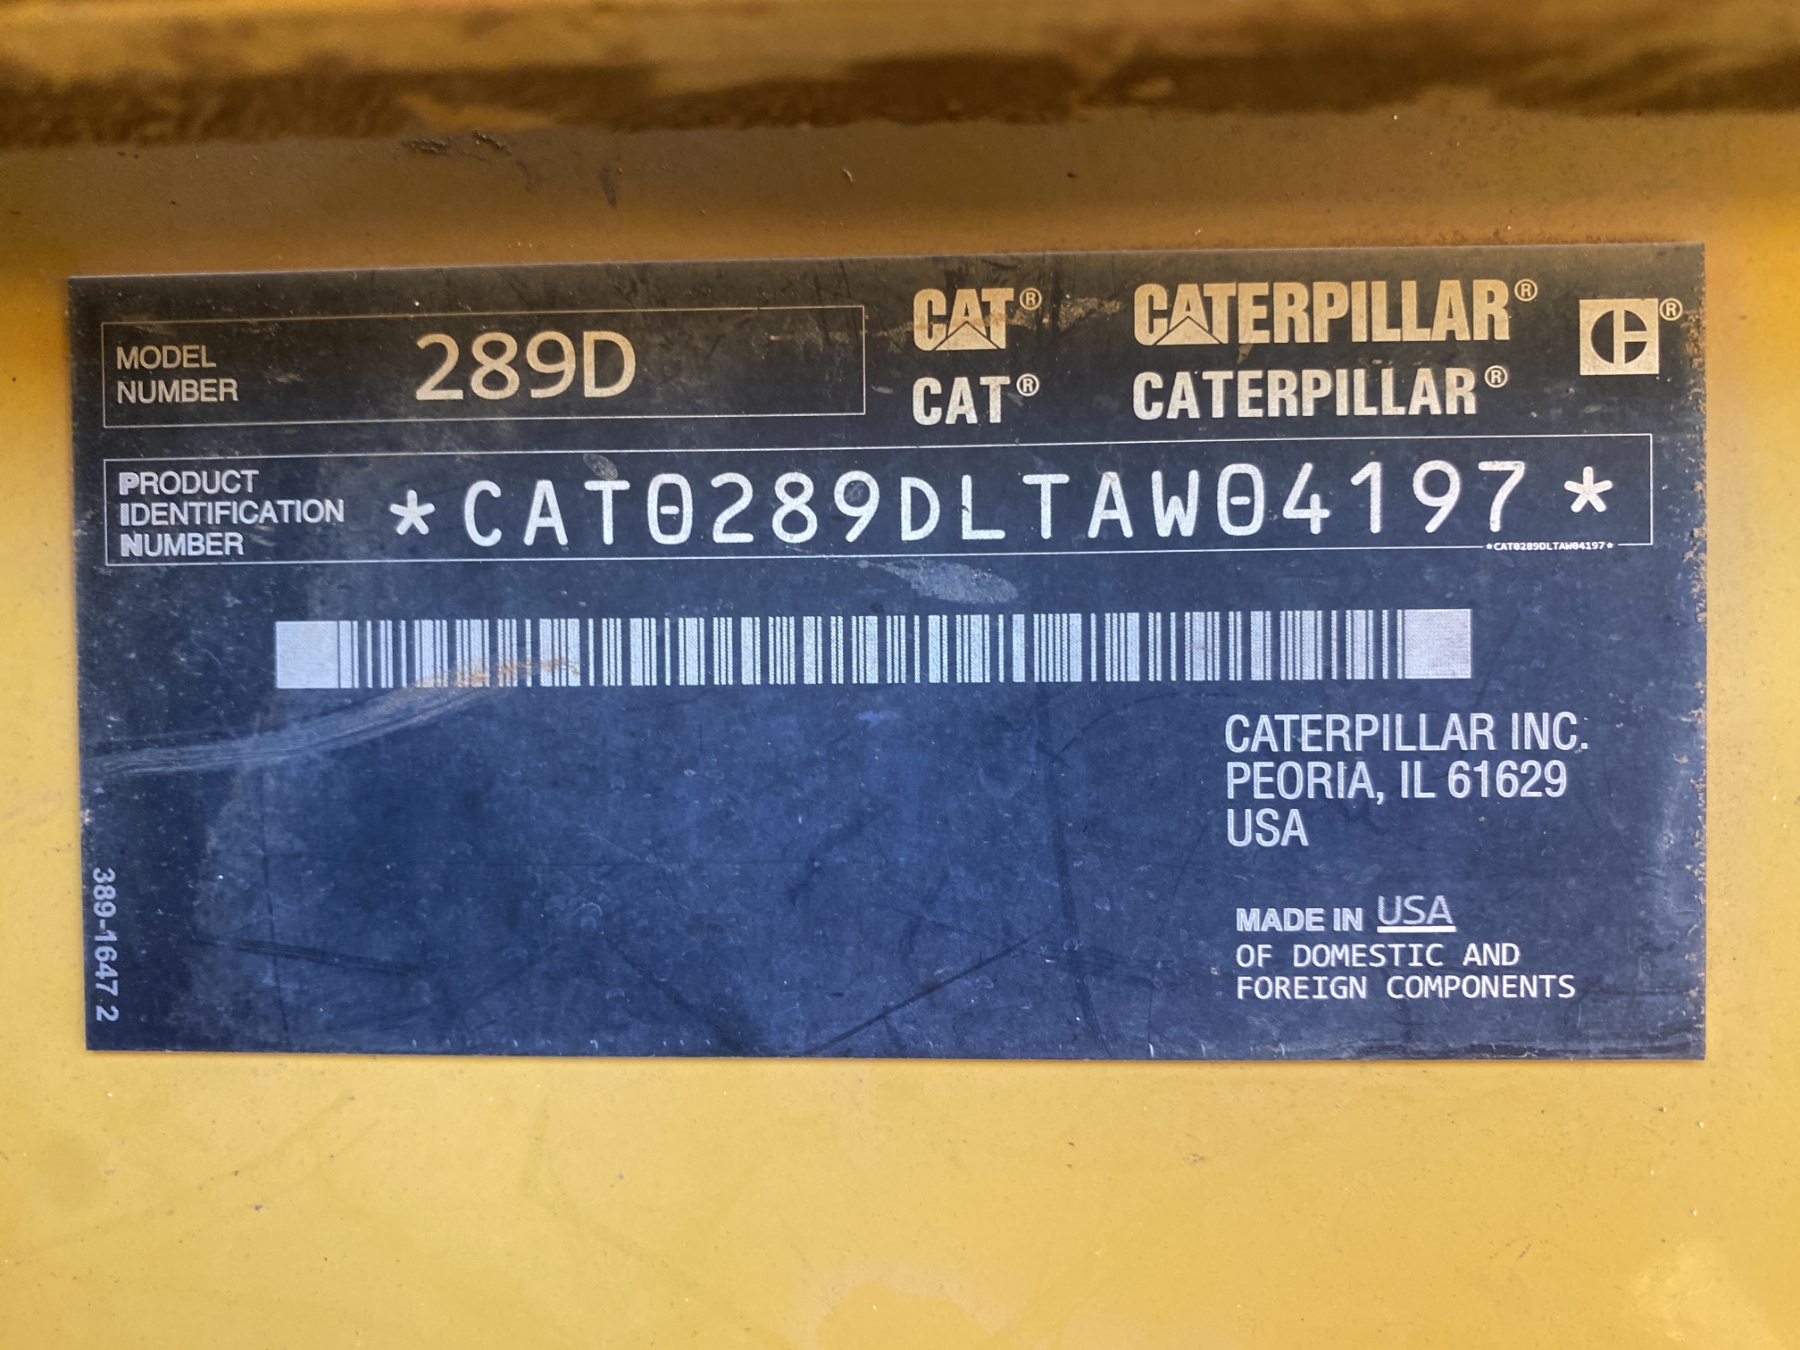 MODEL NUMBER 289D
CAT® CATERPILLAR® ®
CAT® CATERPILLAR®
PRODUCT
IDENTIFICATION
NUMBER
*CAT0289DLTAW04197*
*CAT0289DLTAW04197*
CATERPILLAR INC.
PEORIA, IL 61629
USA
MADE IN USA
OF DOMESTIC AND
FOREIGN COMPONENTS
389-1647 2